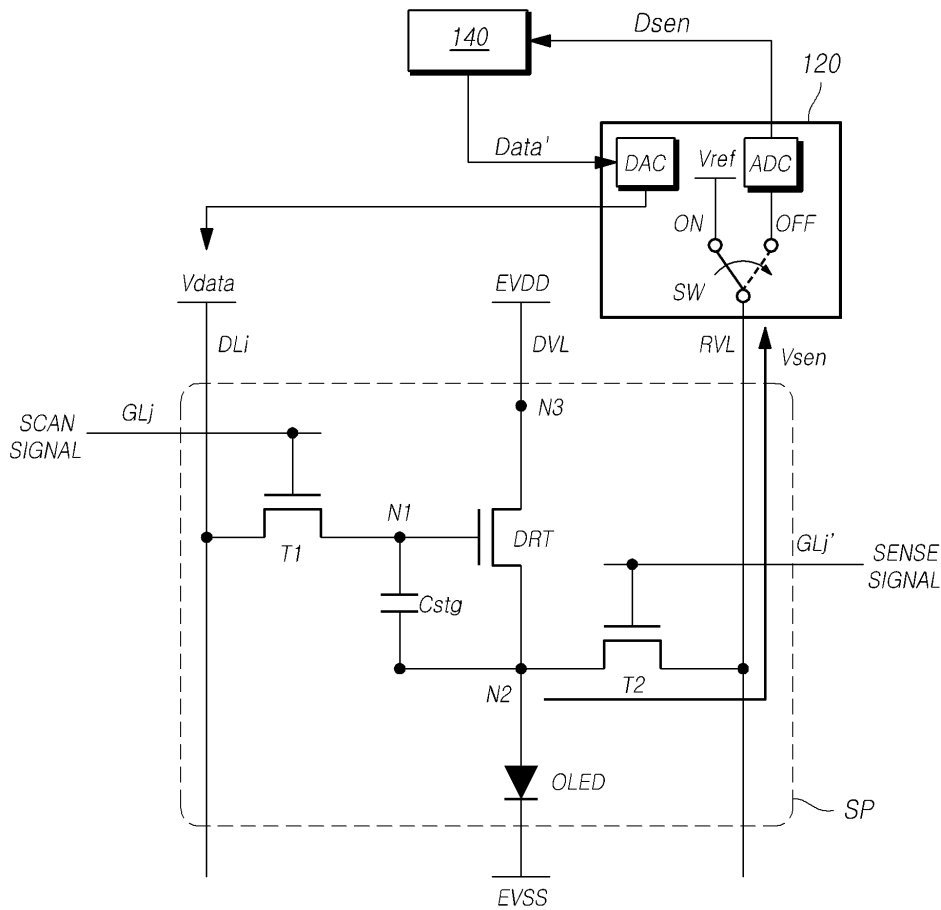 140
Dsen
120
Data'
DAC
Vref
ADC
ON
OFF
SW
Vdata
EVDD
DLi
DVL
RVL
Vsen
GLj
N3
SCAN
SIGNAL
N1
DRT
T1
GLj'
SENSE
SIGNAL
Cstg
N2
T2
OLED
SP
EVSS